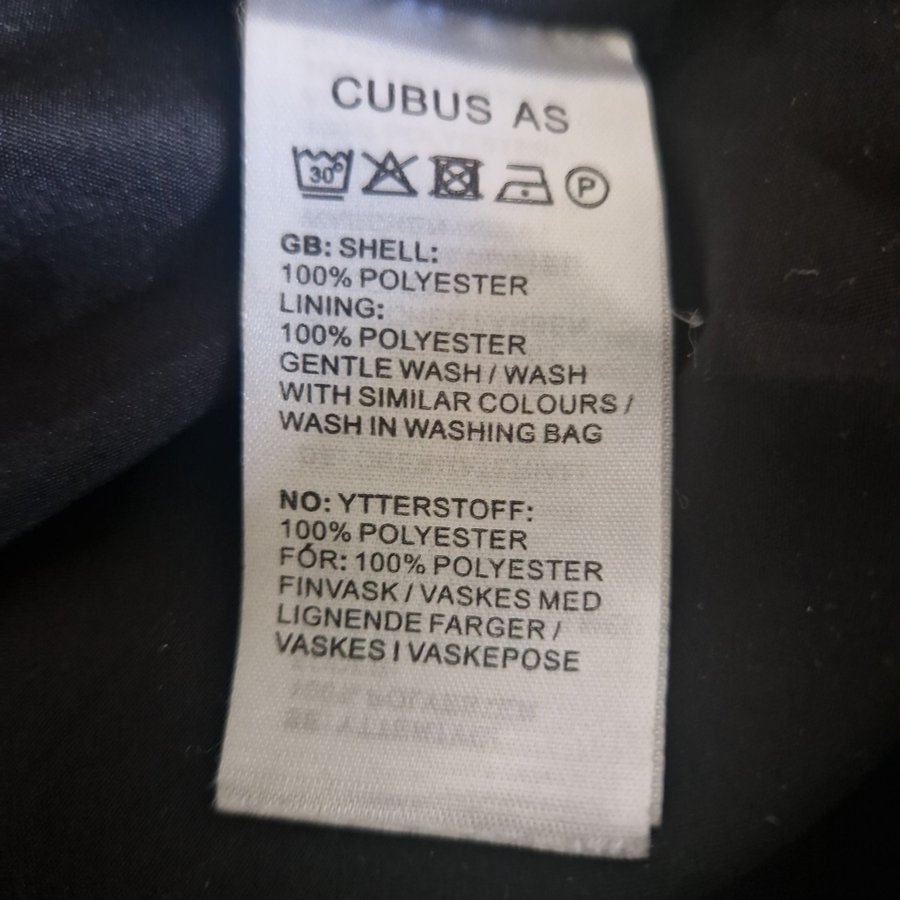 CUBUS AS
30° P
GB: SHELL:
100% POLYESTER
LINING:
100% POLYESTER
GENTLE WASH / WASH
WITH SIMILAR COLOURS /
WASH IN WASHING BAG
NO: YTTERSTOFF:
100% POLYESTER
FÓR: 100% POLYESTER
FINVASK / VASKES MED
LIGNENDE FARGER /
VASKES I VASKEPOSE